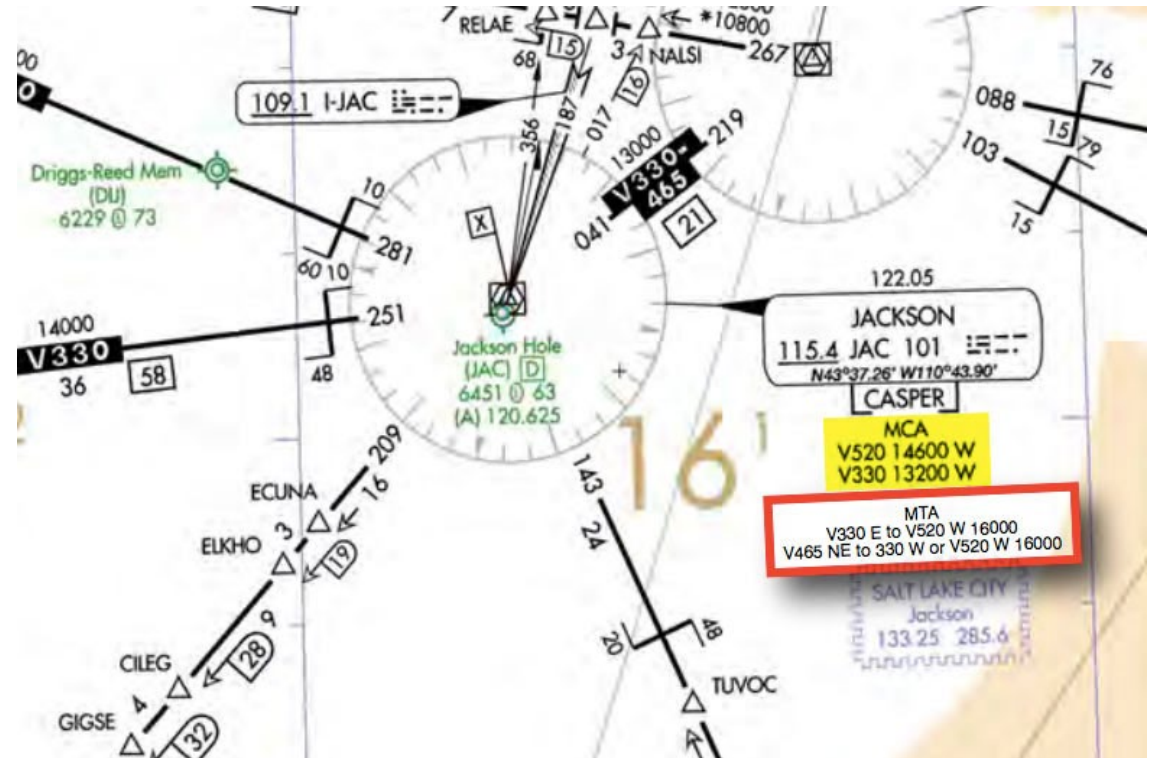 *10800
RELAE
15
68
3
NALSI
267
16
109.1 I-JAC
356
187
017
13000
V330-
465
219
041
21
088
76
15
79
103
15
Driggs-Reed Mem
(DIJ)
6229 Ⓛ 73
10
281
60
10
X
251
14000
V330
36
58
48
122.05
JACKSON
115.4 JAC 101
N43°37.26' W110°43.90'
CASPER
Jackson Hole
(JAC) D
6451 Ⓛ 63
(A) 120.625
16¹
MCA
V520 14600 W
V330 13200 W
MTA
V330 E to V520 W 16000
V465 NE to 330 W or V520 W 16000
SALT LAKE CITY
Jackson
133.25 285.6
209
16
ECUNA
3
ELKHO
19
9
28
CILEG
4
GIGSE
32
143
24
20
48
TUVOC